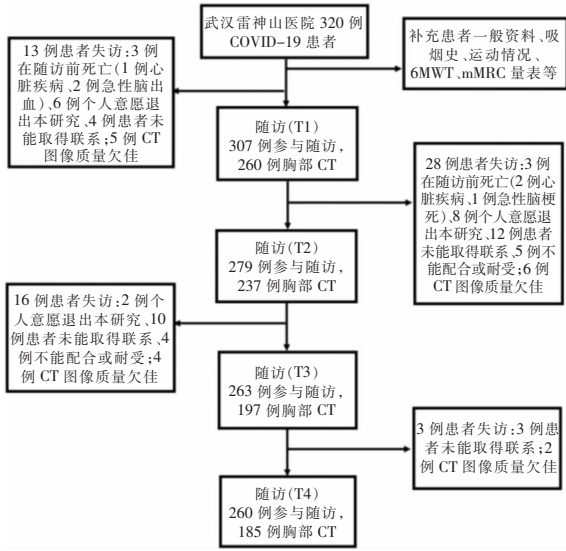 武汉雷神山医院 320 例
COVID-19 患者
补充患者一般资料、吸
烟史、运动情况、
6MWT、mMRC 量表等
13 例患者失访:3 例
在随访前死亡(1 例心
脏疾病、2 例急性脑出
血)、6 例个人意愿退
出本研究、4 例患者未
能取得联系;5 例 CT
图像质量欠佳
随访(T1)
307 例参与随访,
260 例胸部 CT
28 例患者失访:3 例
在随访前死亡(2 例心
脏疾病、1 例急性脑梗
死)、8 例个人意愿退
出本研究、12 例患者
未能取得联系、5 例不
能配合或耐受;6 例
CT 图像质量欠佳
随访(T2)
279 例参与随访,
237 例胸部 CT
16 例患者失访:2 例个
人意愿退出本研究、10
例患者未能取得联系、4
例不能配合或耐受;4
例 CT 图像质量欠佳
随访(T3)
263 例参与随访,
197 例胸部 CT
3 例患者失访:3 例患
者未能取得联系;2
例 CT 图像质量欠佳
随访(T4)
260 例参与随访,
185 例胸部 CT